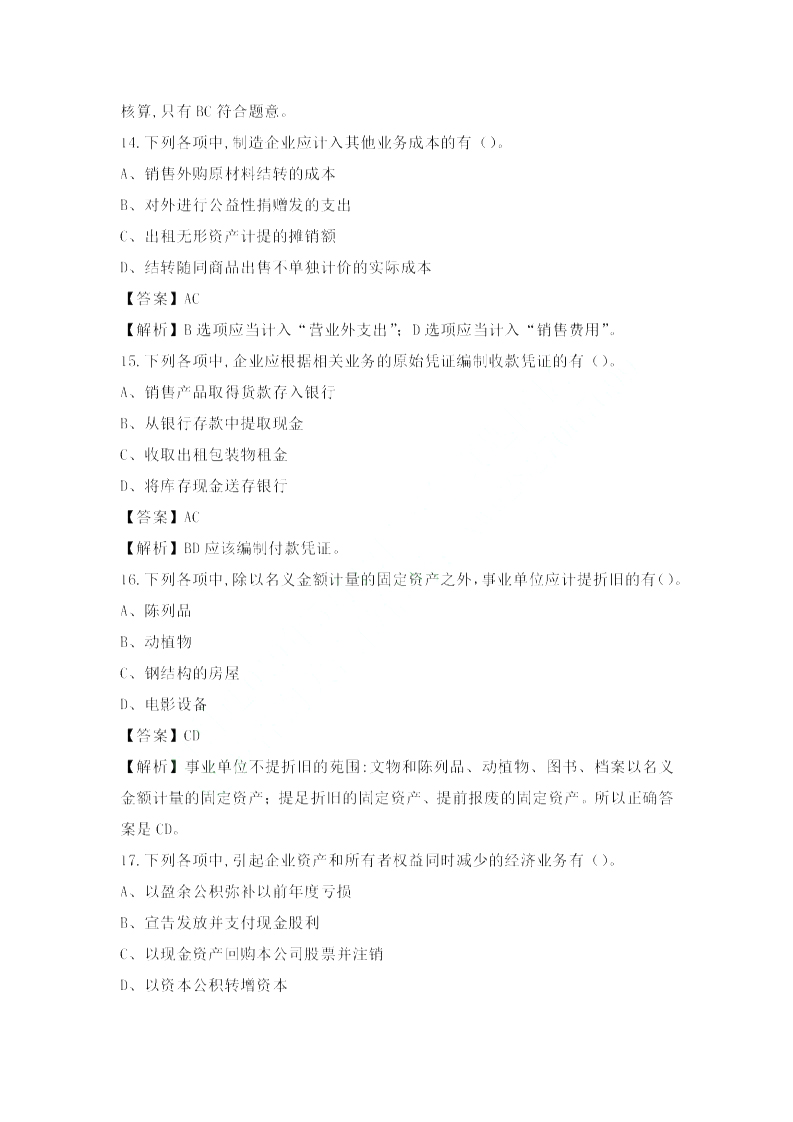 核算,只有 BC 符合题意。
14.下列各项中,制造企业应计入其他业务成本的有（）。
A、销售外购原材料结转的成本
B、对外进行公益性捐赠发的支出
C、出租无形资产计提的摊销额
D、结转随同商品出售不单独计价的实际成本
【答案】AC
【解析】B 选项应当计入“营业外支出”；D 选项应当计入“销售费用”。
15.下列各项中,企业应根据相关业务的原始凭证编制收款凭证的有（）。
A、销售产品取得货款存入银行
B、从银行存款中提取现金
C、收取出租包装物租金
D、将库存现金送存银行
【答案】AC
【解析】BD 应该编制付款凭证。
16.下列各项中,除以名义金额计量的固定资产之外,事业单位应计提折旧的有()。
A、陈列品
B、动植物
C、钢结构的房屋
D、电影设备
【答案】CD
【解析】事业单位不提折旧的苑围:文物和陈列品、动植物、图书、档案以名义
金额计量的固定资产；提足折旧的固定资产、提前报废的固定资产。所以正确答
案是 CD。
17.下列各项中,引起企业资产和所有者权益同时减少的经济业务有（）。
A、以盈余公积弥补以前年度亏损
B、宣告发放并支付现金股利
C、以现金资产回购本公司股票并注销
D、以资本公积转增资本